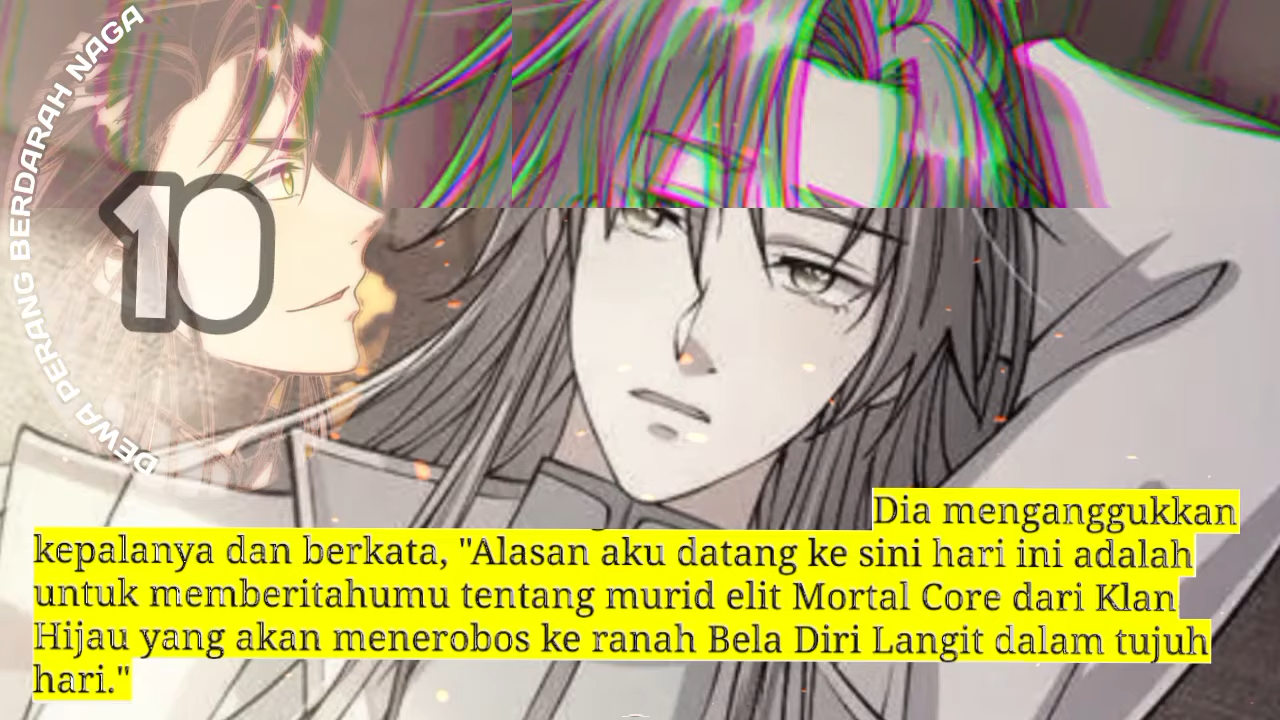 DEWA PERANG BERDARAH NAGA
10
Dia menganggukkan
kepalanya dan berkata, "Alasan aku datang ke sini hari ini adalah
untuk memberitahumu tentang murid elit Mortal Core dari Klan
Hijau yang akan menerobos ke ranah Bela Diri Langit dalam tujuh
hari."